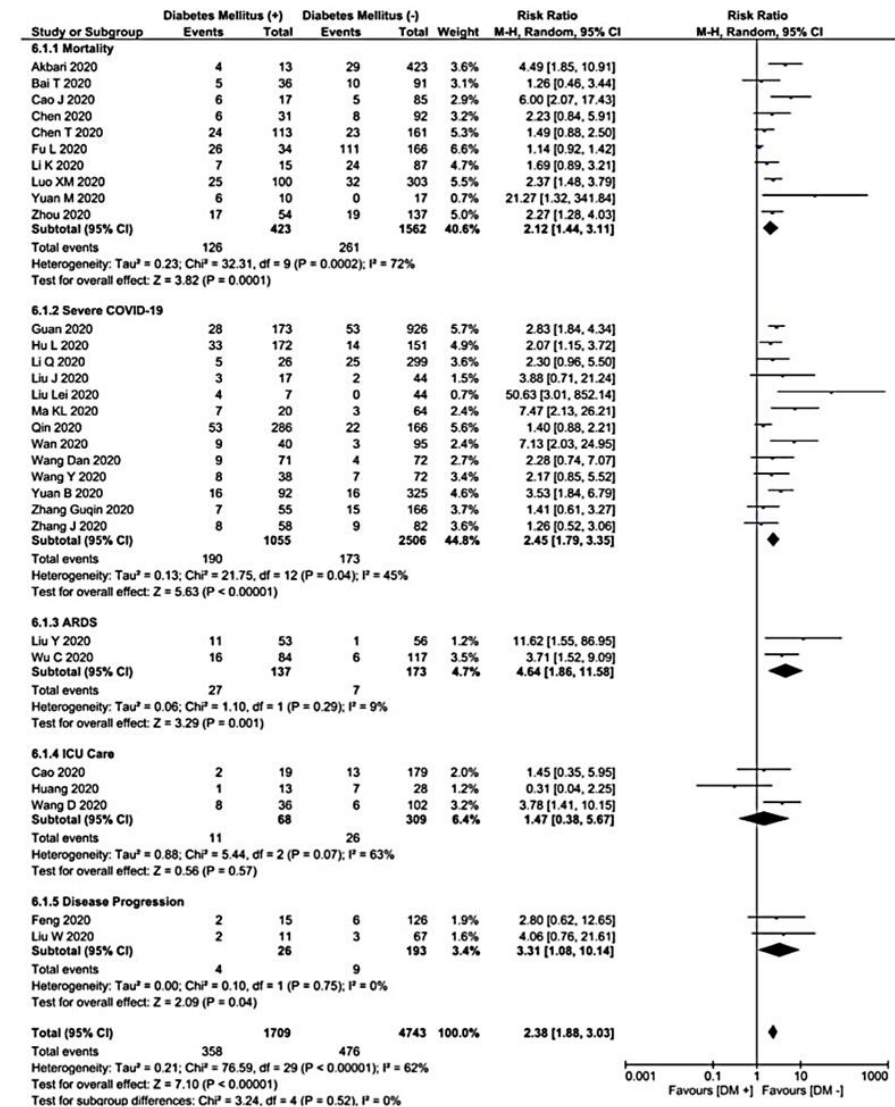 Diabetes Mellitus (+) Diabetes Mellitus (-) Risk Ratio Risk Ratio
Study or Subgroup Events Total Events Total Weight M-H, Random, 95% CI M-H, Random, 95% CI
6.1.1 Mortality
Akbari 2020 4 13 29 423 3.6% 4.49 [1.85, 10.91]
Bai T 2020 5 36 10 91 3.1% 1.26 [0.46, 3.44]
Cao J 2020 6 17 5 85 2.9% 6.00 [2.07, 17.43]
Chen 2020 6 31 8 92 3.2% 2.23 [0.84, 5.91]
Chen T 2020 24 113 23 161 5.3% 1.49 [0.88, 2.50]
Fu L 2020 26 34 111 166 6.6% 1.14 [0.92, 1.42]
Li K 2020 7 15 24 87 4.7% 1.69 [0.89, 3.21]
Luo XM 2020 25 100 32 303 5.5% 2.37 [1.48, 3.79]
Yuan M 2020 6 10 0 17 0.7% 21.27 [1.32, 341.84]
Zhou 2020 17 54 19 137 5.0% 2.27 [1.28, 4.03]
Subtotal (95% CI) 423 1562 40.6% 2.12 [1.44, 3.11]
Total events 126 261
Heterogeneity: Tau² = 0.23; Chi² = 32.31, df = 9 (P = 0.0002); I² = 72%
Test for overall effect: Z = 3.82 (P = 0.0001)
6.1.2 Severe COVID-19
Guan 2020 28 173 53 926 5.7% 2.83 [1.84, 4.34]
Hu L 2020 33 172 14 151 4.9% 2.07 [1.15, 3.72]
Li Q 2020 5 26 25 299 3.6% 2.30 [0.96, 5.50]
Liu J 2020 3 17 2 44 1.5% 3.88 [0.71, 21.24]
Liu Lei 2020 4 7 0 44 0.7% 50.63 [3.01, 852.14]
Ma KL 2020 7 20 3 64 2.4% 7.47 [2.13, 26.21]
Qin 2020 53 286 22 166 5.4% 1.40 [0.88, 2.21]
Wan 2020 9 40 3 95 2.4% 7.13 [2.03, 24.95]
Wang Dan 2020 9 71 4 72 2.7% 2.28 [0.74, 7.07]
Wang Y 2020 8 38 7 72 3.4% 2.17 [0.85, 5.52]
Yuan B 2020 16 92 16 325 4.6% 3.53 [1.84, 6.79]
Zhang Guqin 2020 7 55 15 166 3.7% 1.41 [0.61, 3.27]
Zhang J 2020 8 58 9 82 3.6% 1.26 [0.52, 3.06]
Subtotal (95% CI) 1055 2506 44.8% 2.45 [1.79, 3.35]
Total events 190 173
Heterogeneity: Tau² = 0.13; Chi² = 21.75, df = 12 (P = 0.04); I² = 45%
Test for overall effect: Z = 5.63 (P < 0.00001)
6.1.3 ARDS
Liu Y 2020 11 53 1 56 1.2% 11.62 [1.55, 86.95]
Wu C 2020 16 84 6 117 3.5% 3.71 [1.52, 9.09]
Subtotal (95% CI) 137 173 4.7% 4.64 [1.86, 11.58]
Total events 27 7
Heterogeneity: Tau² = 0.06; Chi² = 1.10, df = 1 (P = 0.29); I² = 9%
Test for overall effect: Z = 3.29 (P = 0.001)
6.1.4 ICU Care
Cao 2020 2 19 13 179 2.0% 1.45 [0.35, 5.95]
Huang 2020 1 13 7 28 1.2% 0.31 [0.04, 2.25]
Wang D 2020 8 36 6 102 3.2% 3.78 [1.41, 10.15]
Subtotal (95% CI) 68 309 6.4% 1.47 [0.38, 5.67]
Total events 11 26
Heterogeneity: Tau² = 0.88; Chi² = 5.44, df = 2 (P = 0.07); I² = 63%
Test for overall effect: Z = 0.56 (P = 0.57)
6.1.5 Disease Progression
Feng 2020 2 15 6 126 1.9% 2.80 [0.62, 12.65]
Liu W 2020 2 11 3 67 1.6% 4.06 [0.76, 21.61]
Subtotal (95% CI) 26 193 3.4% 3.31 [1.08, 10.14]
Total events 4 9
Heterogeneity: Tau² = 0.00; Chi² = 0.10, df = 1 (P = 0.75); I² = 0%
Test for overall effect: Z = 2.09 (P = 0.04)
Total (95% CI) 1709 4743 100.0% 2.38 [1.88, 3.03]
Total events 358 476
Heterogeneity: Tau² = 0.21; Chi² = 76.59, df = 29 (P < 0.00001); I² = 62%
Test for overall effect: Z = 7.10 (P < 0.00001)
Test for subgroup differences: Chi² = 3.24, df = 4 (P = 0.52), I² = 0%
0.001 0.1 1 10 1000
Favours [DM +] Favours [DM -]